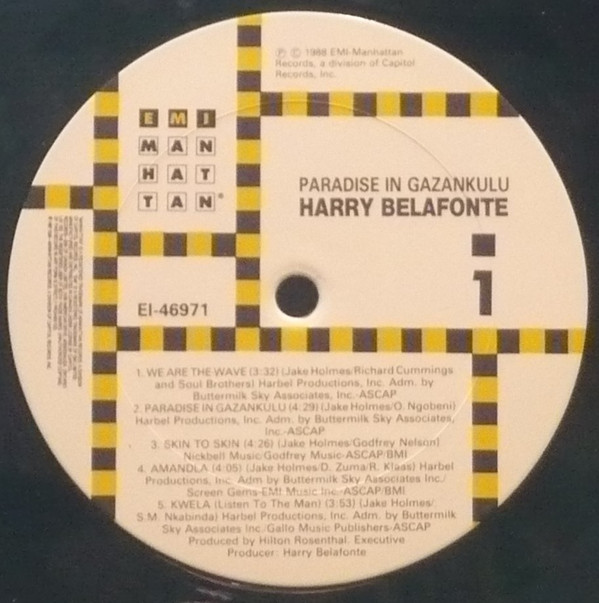 ℗ © 1988 EMI-Manhattan
Records, a division of Capitol
Records, Inc.
EMI
MAN
HAT
TAN®
PARADISE IN GAZANKULU
HARRY BELAFONTE
1
EI-46971
1. WE ARE THE WAVE (3:32) (Jake Holmes/Richard Cummings
and Soul Brothers) Harbel Productions, Inc. Adm. by
Buttermilk Sky Associates, Inc.-ASCAP
2. PARADISE IN GAZANKULU (4:29) (Jake Holmes/O. Ngobeni)
Harbel Productions, Inc. Adm. by Buttermilk Sky Associates,
Inc.-ASCAP
3. SKIN TO SKIN (4:26) (Jake Holmes/Godfrey Nelson)
Nickbell Music/Godfrey Music-ASCAP/BMI
4. AMANDLA (4:05) (Jake Holmes/D. Zuma/R. Klaas) Harbel
Productions, Inc. Adm by Buttermilk Sky Associates Inc./
Screen Gems-EMI Music Inc.-ASCAP/BMI
5. KWELA (Listen To The Man) (3:53) (Jake Holmes/
S.M. Nkabinda) Harbel Productions, Inc. Adm. by Buttermilk
Sky Associates Inc./Gallo Music Publishers-ASCAP
Produced by Hilton Rosenthal. Executive
Producer: Harry Belafonte